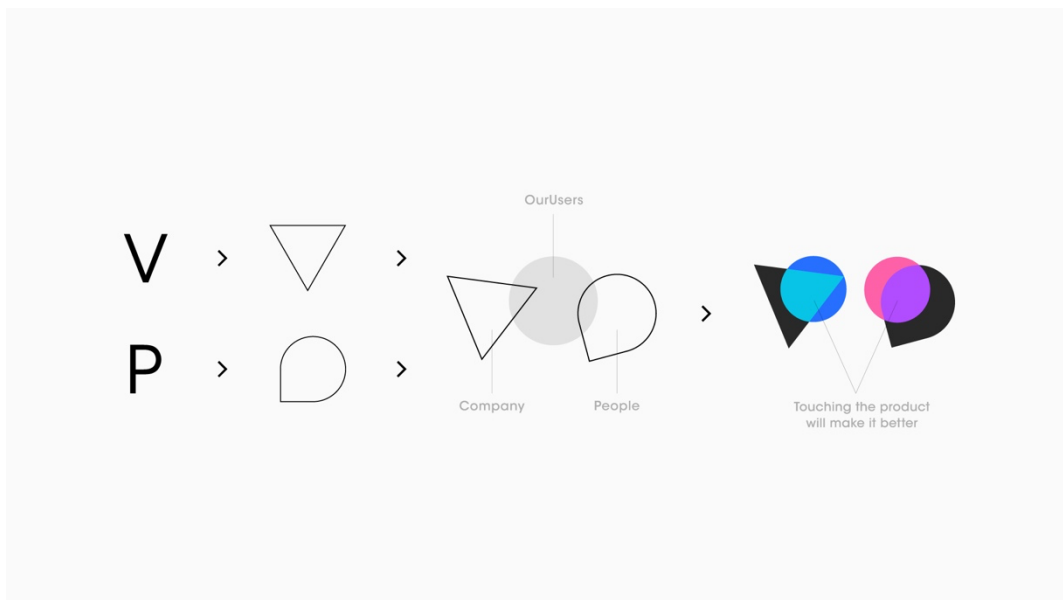 V
P
OurUsers
Company
People
Touching the product
will make it better